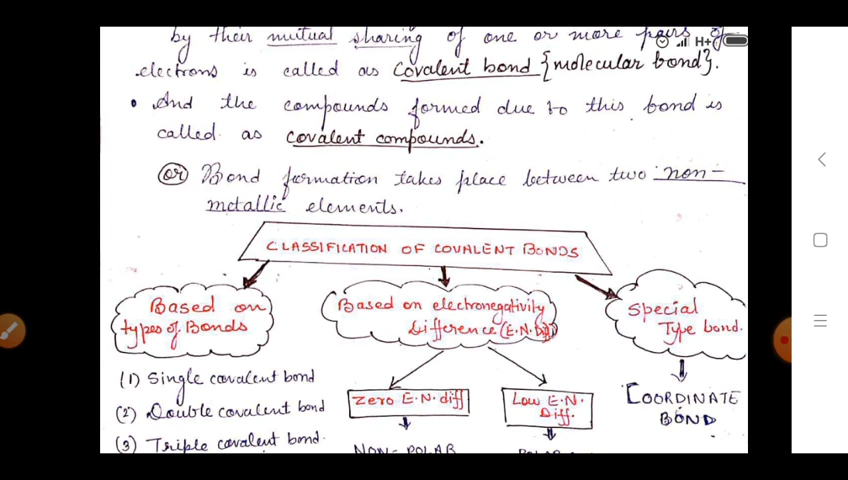 by their mutual sharing of one or more pairs of
H+
electrons is called as covalent bond {molecular bond}.
• And the compounds formed due to this bond is
called as covalent compounds.
(or) Bond formation takes place between two non-
metallic elements.
CLASSIFICATION OF COVALENT BONDS
Based on
types of Bonds
Based on electronegativity
Difference (E.N.Diff)
Special
Type bond.
(1) Single covalent bond
(2) Double covalent bond
(3) Triple covalent bond.
Zero E.N. diff
Low E.N.
Diff.
COORDINATE
BOND
NON-POLAR